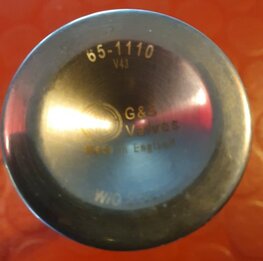 65-1110
V43
G&S
Valves
Made in England
W/O